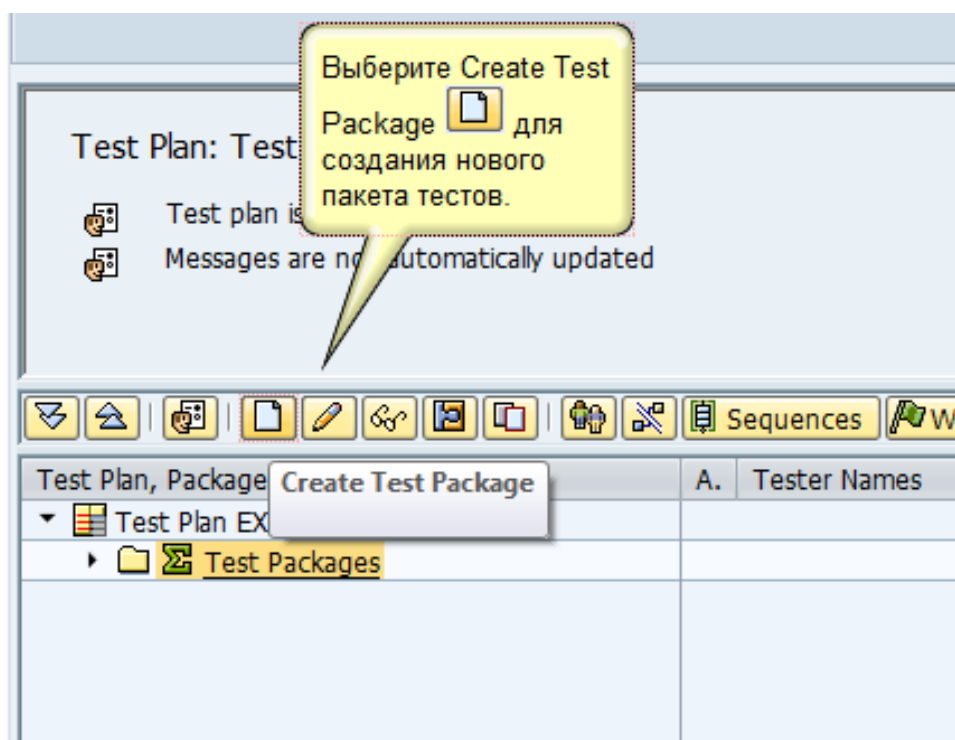 Выберите Create Test
Package для
создания нового
пакета тестов.
Test Plan: Test
Test plan is
Messages are not automatically updated
Sequences
Test Plan, Package
A.
Tester Names
Create Test Package
Test Plan EX
Test Packages